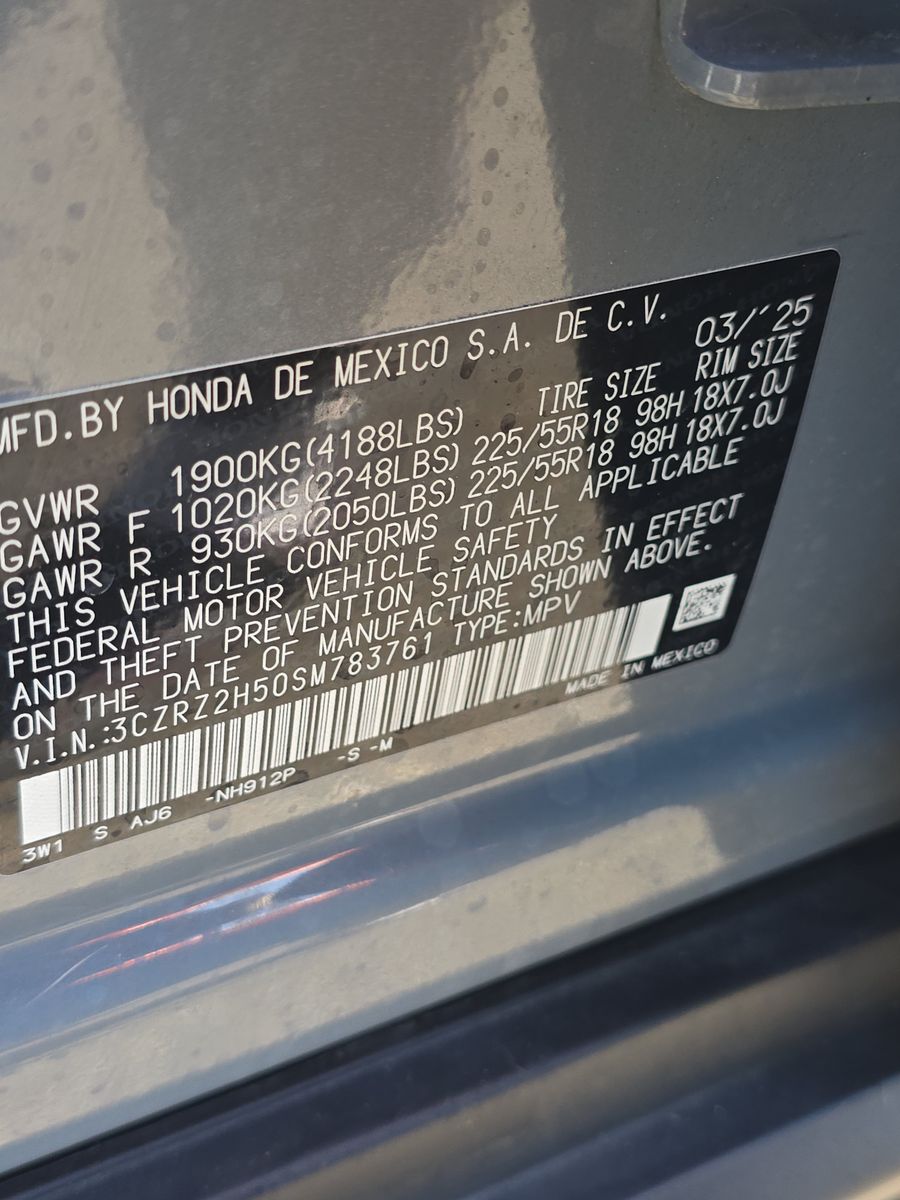 MFD.BY HONDA DE MEXICO S.A. DE C.V. 03/'25
TIRE SIZE RIM SIZE
GVWR 1900KG(4188LBS)
GAWR F 1020KG(2248LBS) 225/55R18 98H 18X7.0J
GAWR R 930KG(2050LBS) 225/55R18 98H 18X7.0J
THIS VEHICLE CONFORMS TO ALL APPLICABLE
FEDERAL MOTOR VEHICLE SAFETY
AND THEFT PREVENTION STANDARDS IN EFFECT
ON THE DATE OF MANUFACTURE SHOWN ABOVE.
V.I.N.:3CZRZ2H50SM783761 TYPE:MPV
MADE IN MEXICO
3W1 S AJ6 -NH912P -S -M